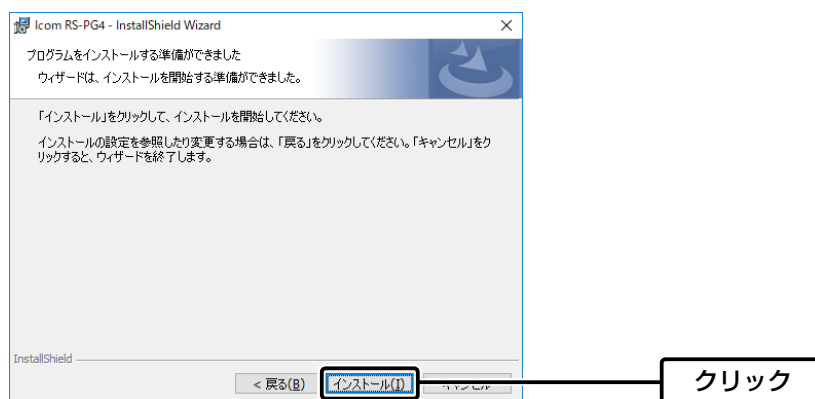 Icom RS-PG4 - InstallShield Wizard
プログラムをインストールする準備ができました
ウィザードは、インストールを開始する準備ができました。
「インストール」をクリックして、インストールを開始してください。
インストールの設定を参照したり変更する場合は、「戻る」をクリックしてください。「キャンセル」をク
リックすると、ウィザードを終了します。
InstallShield
< 戻る(B) インストール(I) キャンセル
クリック